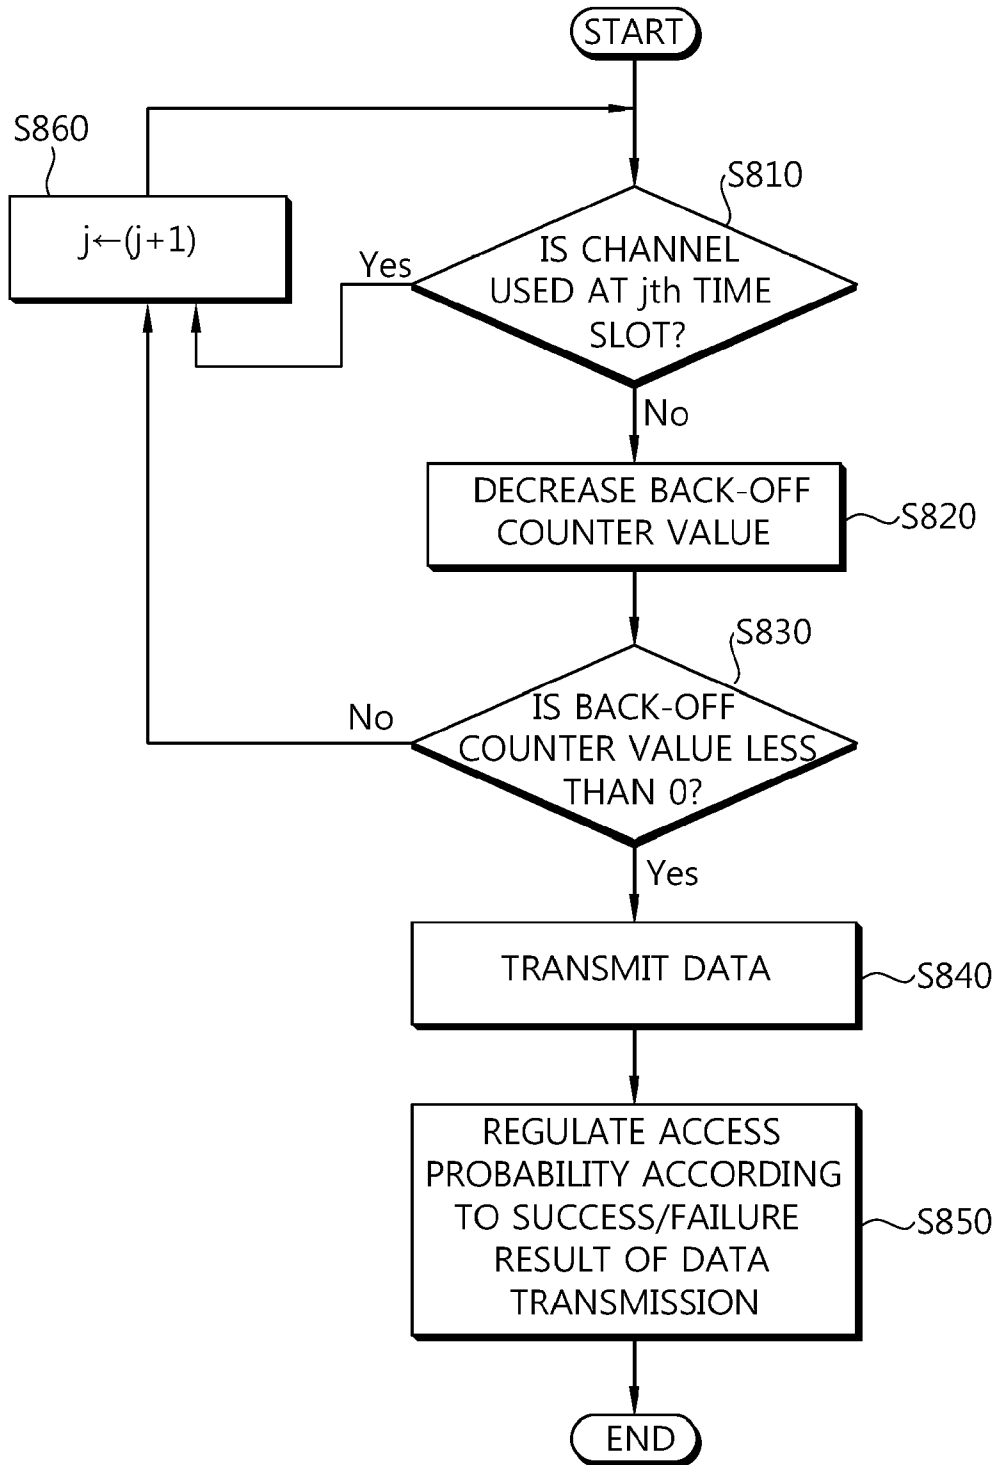 START
S860
j←(j+1)
S810
Yes
IS CHANNEL
USED AT jth TIME
SLOT?
No
DECREASE BACK-OFF
COUNTER VALUE
S820
S830
No
IS BACK-OFF
COUNTER VALUE LESS
THAN 0?
Yes
TRANSMIT DATA
S840
REGULATE ACCESS
PROBABILITY ACCORDING
TO SUCCESS/FAILURE
RESULT OF DATA
TRANSMISSION
S850
END